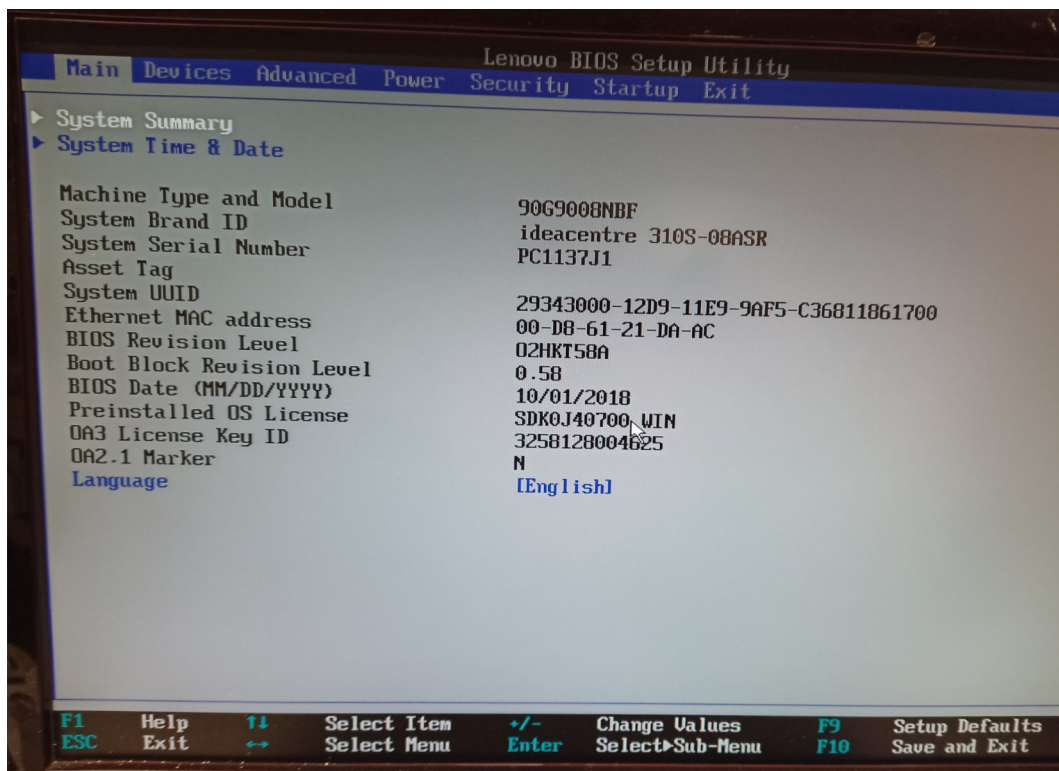 Lenovo BIOS Setup Utility
Main Devices Advanced Power Security Startup Exit
System Summary
System Time & Date
Machine Type and Model 90G9008NBF
System Brand ID ideacentre 310S-08ASR
System Serial Number PC1137J1
Asset Tag
System UUID 29343000-12D9-11E9-9AF5-C36811861700
Ethernet MAC address 00-D8-61-21-DA-AC
BIOS Revision Level O2HKT58A
Boot Block Revision Level 0.58
BIOS Date (MM/DD/YYYY) 10/01/2018
Preinstalled OS License SDK0J40700 WIN
OA3 License Key ID 3258128004625
OA2.1 Marker N
Language [English]
F1 Help ↑↓ Select Item +/- Change Values F9 Setup Defaults
ESC Exit ↔ Select Menu Enter Select▶Sub-Menu F10 Save and Exit